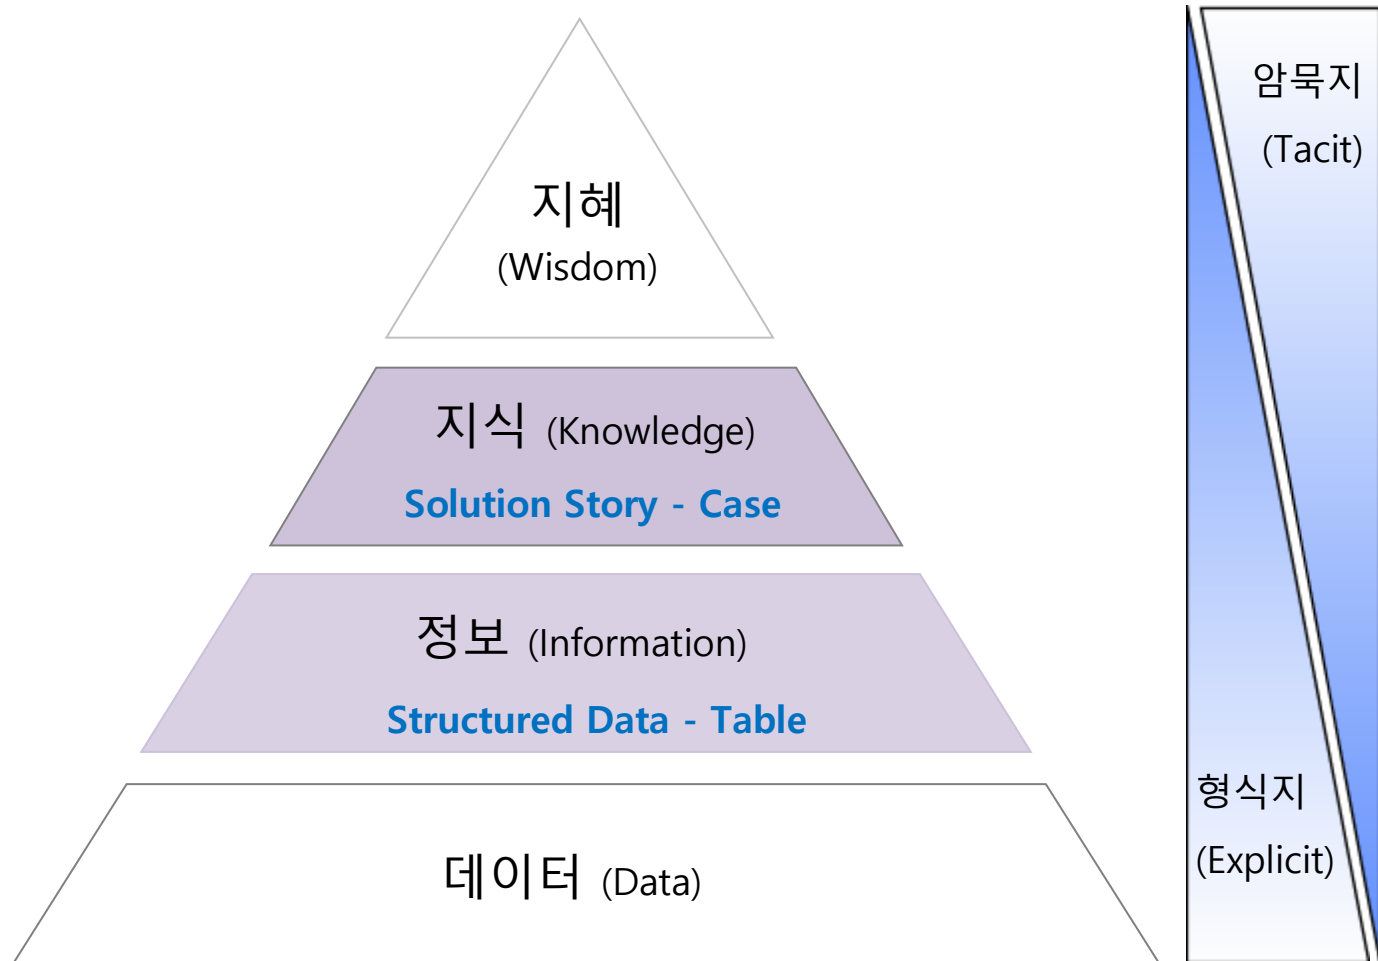 지혜
(Wisdom)
지식 (Knowledge)
Solution Story - Case
정보 (Information)
Structured Data - Table
데이터 (Data)
암묵지
(Tacit)
형식지
(Explicit)